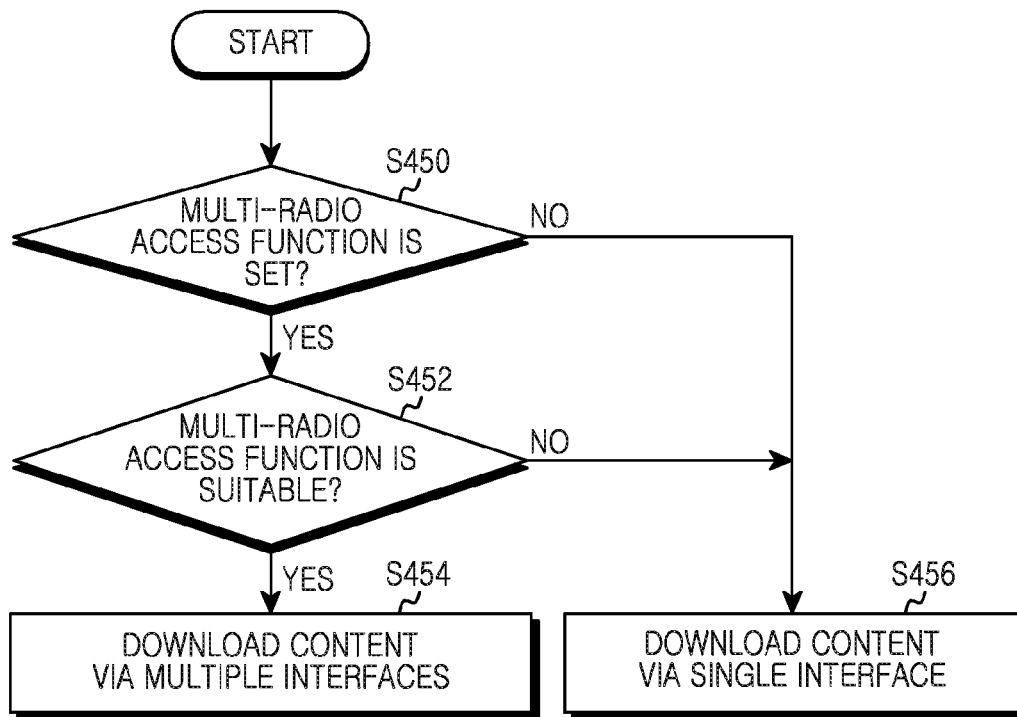 START
S450
MULTI-RADIO
ACCESS FUNCTION IS
SET?
NO
YES
S452
MULTI-RADIO
ACCESS FUNCTION IS
SUITABLE?
NO
YES
S454
DOWNLOAD CONTENT
VIA MULTIPLE INTERFACES
S456
DOWNLOAD CONTENT
VIA SINGLE INTERFACE